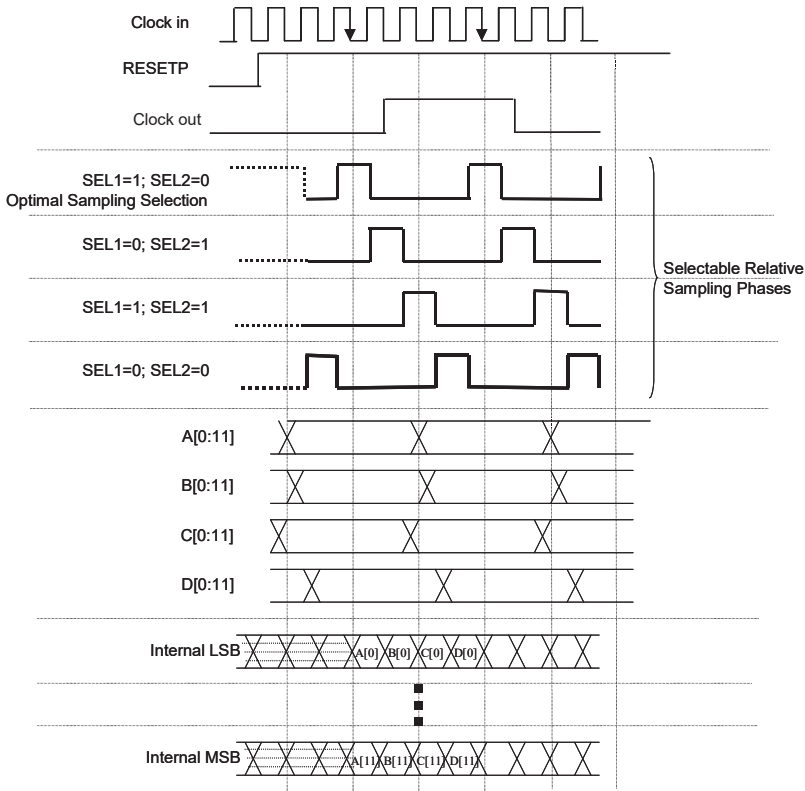 Clock in
RESETP
Clock out
SEL1=1; SEL2=0
Optimal Sampling Selection
SEL1=0; SEL2=1
SEL1=1; SEL2=1
SEL1=0; SEL2=0
Selectable Relative
Sampling Phases
A[0:11]
B[0:11]
C[0:11]
D[0:11]
Internal LSB
A[0] B[0] C[0] D[0]
Internal MSB
A[11] B[11] C[11] D[11]